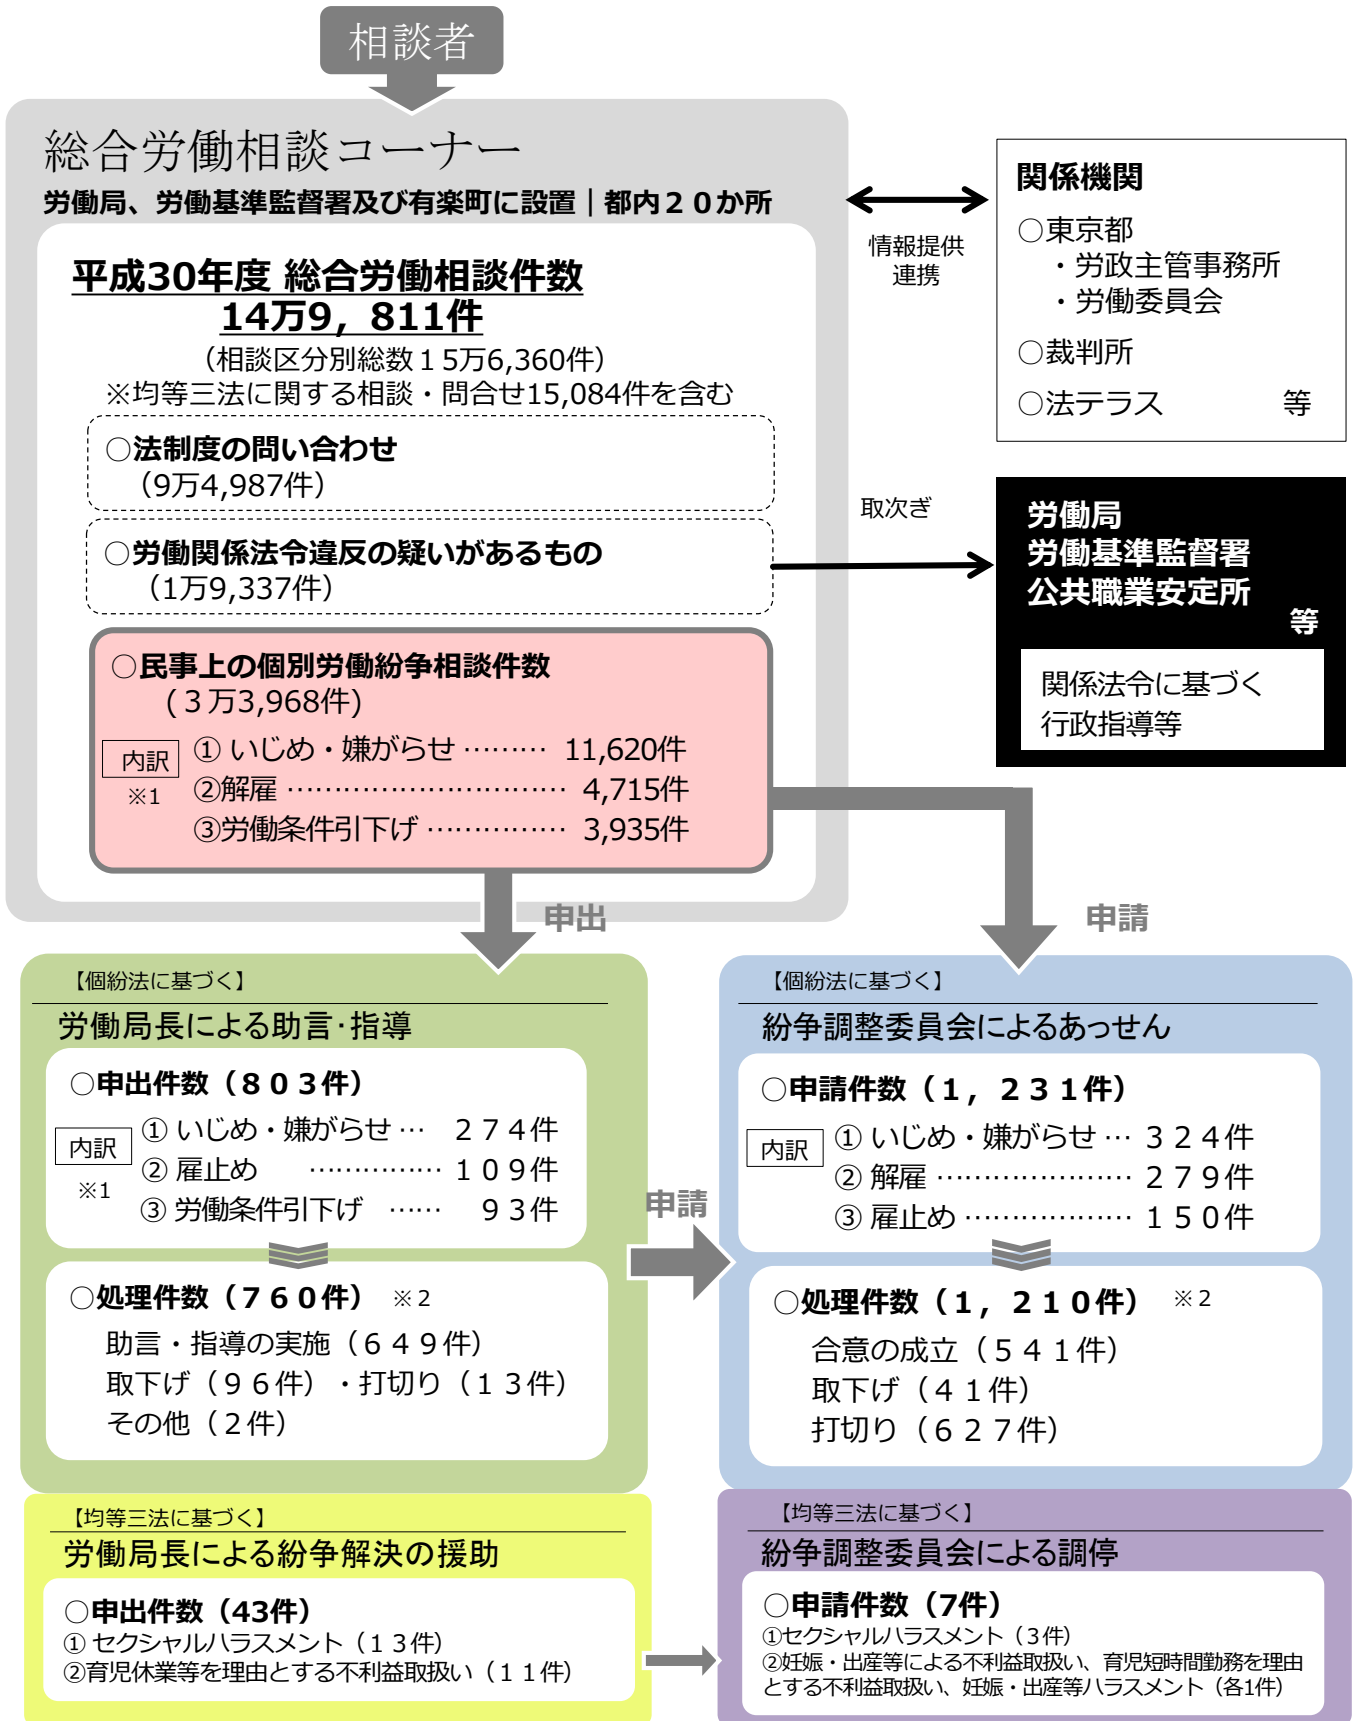 相談者
総合労働相談コーナー
労働局、労働基準監督署及び有楽町に設置｜都内２０か所
平成30年度 総合労働相談件数
14万9，811件
（相談区分別総数１5万6,360件）
※均等三法に関する相談・問合せ15,084件を含む
○法制度の問い合わせ
（9万4,987件）
○労働関係法令違反の疑いがあるもの
（1万9,337件）
○民事上の個別労働紛争相談件数
(３万3,968件)
内訳
※1
① いじめ・嫌がらせ ……… 11,620件
②解雇 ………………………… 4,715件
③労働条件引下げ …………… 3,935件
情報提供
連携
関係機関
○東京都
・労政主管事務所
・労働委員会
○裁判所
○法テラス 等
取次ぎ
労働局
労働基準監督署
公共職業安定所
等
関係法令に基づく
行政指導等
申出
申請
【個紛法に基づく】
労働局長による助言･指導
○申出件数（８０３件）
内訳
※1
① いじめ・嫌がらせ … ２７４件
② 雇止め …………… １０９件
③ 労働条件引下げ …… ９３件
○処理件数（７６０件） ※２
助言・指導の実施（６４９件）
取下げ（９６件）・打切り（１３件）
その他（２件）
申請
【個紛法に基づく】
紛争調整委員会によるあっせん
○申請件数（１，２３１件）
内訳
① いじめ・嫌がらせ … ３２４件
② 解雇 ………………… ２７９件
③ 雇止め ……………… １５０件
○処理件数（１，２１０件） ※２
合意の成立（５４１件）
取下げ（４１件）
打切り（６２７件）
【均等三法に基づく】
労働局長による紛争解決の援助
○申出件数（43件）
① セクシャルハラスメント（１３件）
②育児休業等を理由とする不利益取扱い（１１件）
【均等三法に基づく】
紛争調整委員会による調停
○申請件数（7件）
①セクシャルハラスメント（３件）
②妊娠・出産等による不利益取扱い、育児短時間勤務を理由
とする不利益取扱い、妊娠・出産等ハラスメント（各1件）